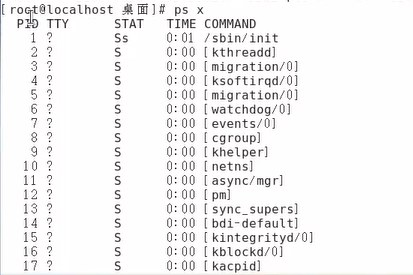 [root@localhost 桌面]# ps x
PID TTY STAT TIME COMMAND
1 ? Ss 0:01 /sbin/init
2 ? S 0:00 [kthreadd]
3 ? S 0:00 [migration/0]
4 ? S 0:00 [ksoftirqd/0]
5 ? S 0:00 [migration/0]
6 ? S 0:00 [watchdog/0]
7 ? S 0:00 [events/0]
8 ? S 0:00 [cgroup]
9 ? S 0:00 [khelper]
10 ? S 0:00 [netns]
11 ? S 0:00 [async/mgr]
12 ? S 0:00 [pm]
13 ? S 0:00 [sync_supers]
14 ? S 0:00 [bdi-default]
15 ? S 0:00 [kintegrityd/0]
16 ? S 0:00 [kblockd/0]
17 ? S 0:00 [kacpid]